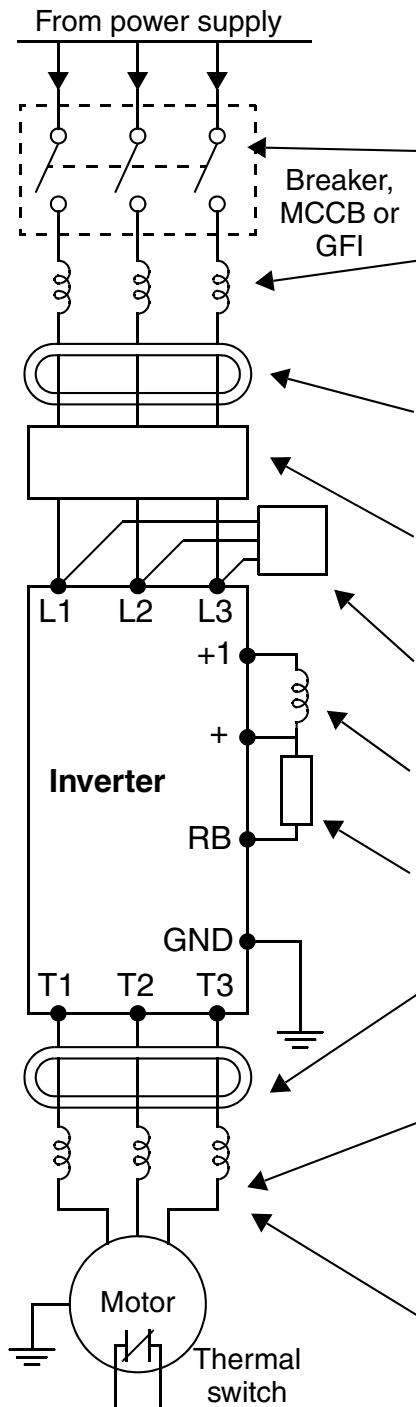 From power supply
Breaker,
MCCB or
GFI
L1 L2 L3
+1
+
Inverter
RB
GND
T1 T2 T3
Motor
Thermal
switch